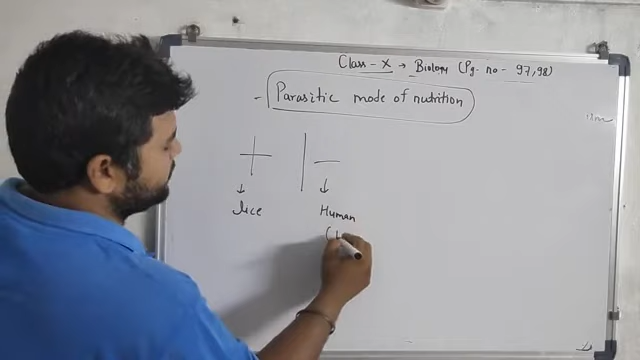 Class - X → Biology (Pg. no - 97,98)
- Parasitic mode of nutrition
+ | —
↓ ↓
lice Human
(